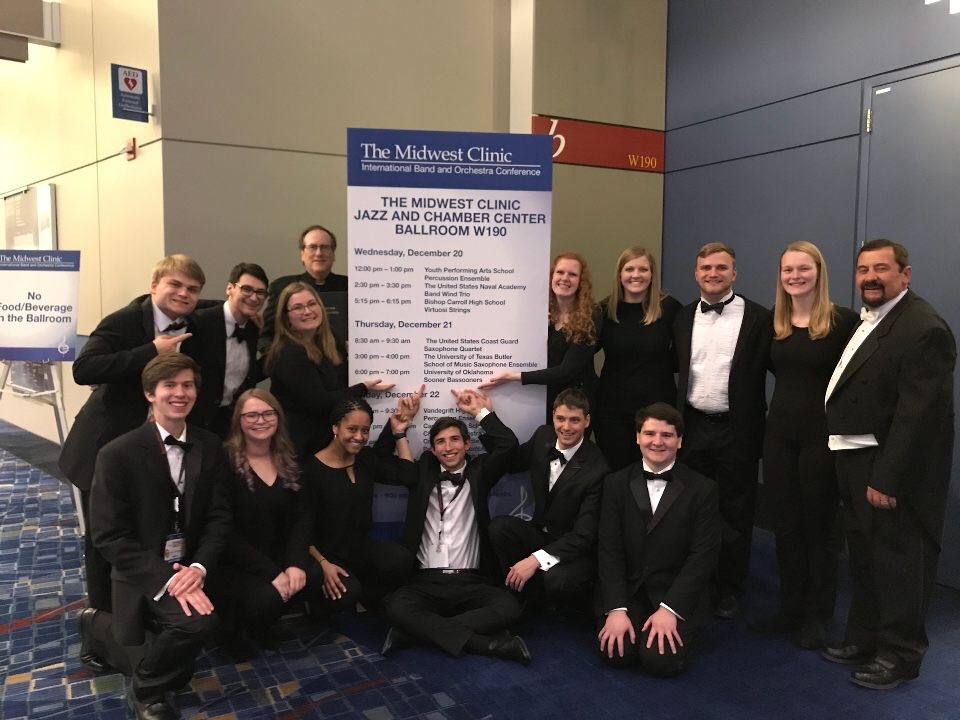 AED
The Midwest Clinic
International Band and Orchestra Conference
b
W190
THE MIDWEST CLINIC
JAZZ AND CHAMBER CENTER
BALLROOM W190
Wednesday, December 20
12:00 pm – 1:00 pm Youth Performing Arts School
Percussion Ensemble
2:30 pm – 3:30 pm The United States Naval Academy
Band Wind Trio
5:15 pm – 6:15 pm Bishop Carroll High School
Virtuosi Strings
Thursday, December 21
8:30 am – 9:30 am The United States Coast Guard
Saxophone Quartet
3:00 pm – 4:00 pm The University of Texas Butler
School of Music Saxophone Ensemble
6:00 pm – 7:00 pm University of Oklahoma
Sooner Bassooners
22
Vandegrift
Percussion
The Midwest Clinic
International Band and Orchestra Conference
No
Food/Beverage
in the Ballroom